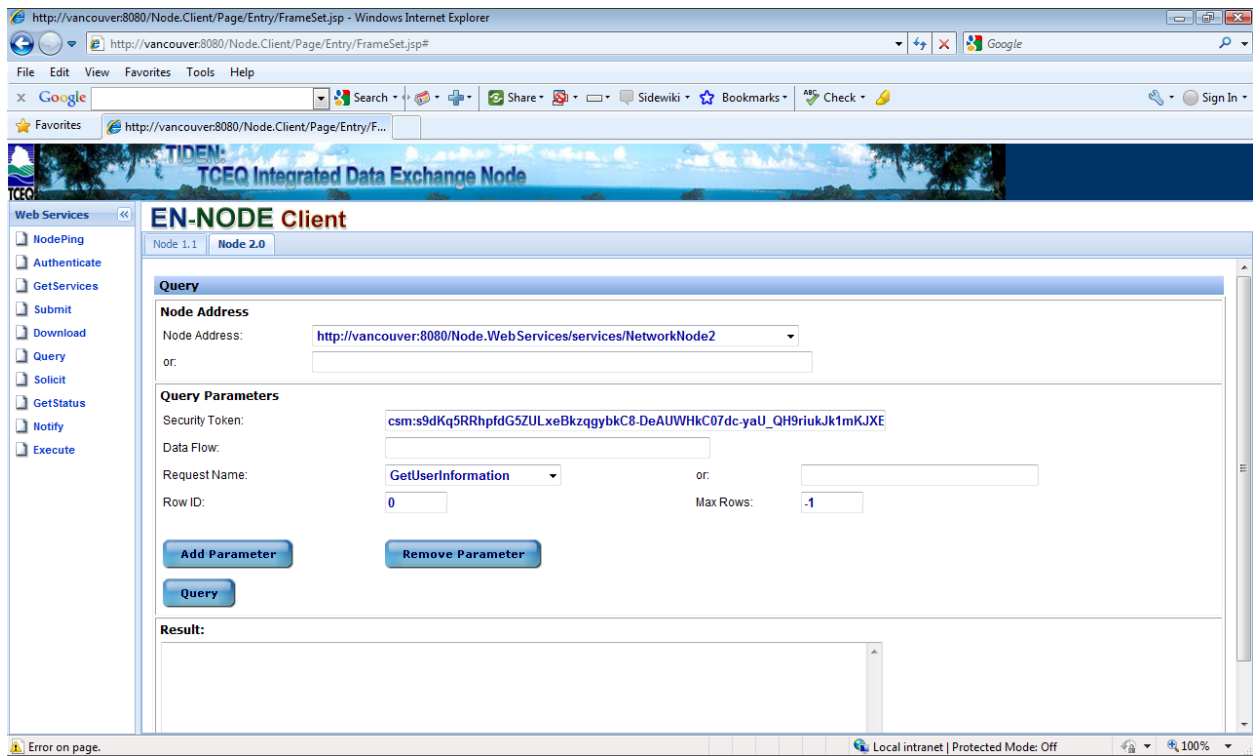 http://vancouver:8080/Node.Client/Page/Entry/FrameSet.jsp - Windows Internet Explorer
http://vancouver:8080/Node.Client/Page/Entry/FrameSet.jsp#
Google
File Edit View Favorites Tools Help
x Google Search Share Sidewiki Bookmarks ABC Check Sign In
Favorites http://vancouver:8080/Node.Client/Page/Entry/F...
TCEQ
TIDEN:
TCEQ Integrated Data Exchange Node
Web Services
NodePing
Authenticate
GetServices
Submit
Download
Query
Solicit
GetStatus
Notify
Execute
EN-NODE Client
Node 1.1 Node 2.0
Query
Node Address
Node Address: http://vancouver:8080/Node.WebServices/services/NetworkNode2
or:
Query Parameters
Security Token: csm:s9dKq5RRhpfdG5ZULxeBkzqgybkC8-DeAUWHkC07dc-yaU_QH9riukJk1mKJXE
Data Flow:
Request Name: GetUserInformation or:
Row ID: 0 Max Rows: -1
Add Parameter Remove Parameter
Query
Result:
Error on page. Local intranet | Protected Mode: Off 100%